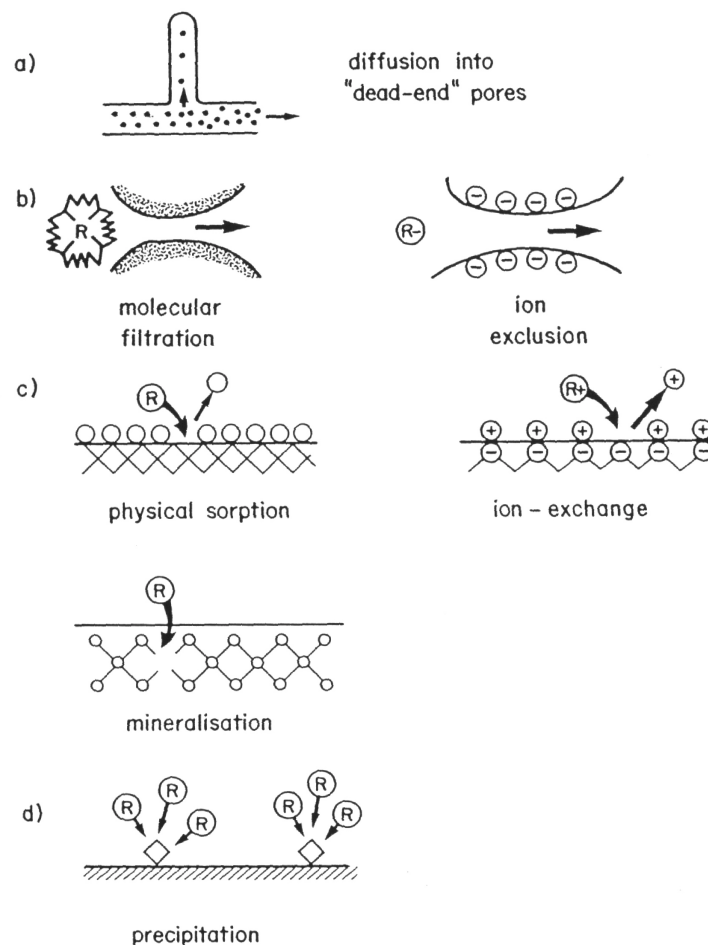 a)
diffusion into
"dead-end" pores
b)
R
R-
− − − −
− − − −
molecular
filtration
ion
exclusion
c)
R
R+
+
+ + + + +
− − − − − −
physical sorption
ion - exchange
R
mineralisation
d)
R R R
R R R
precipitation